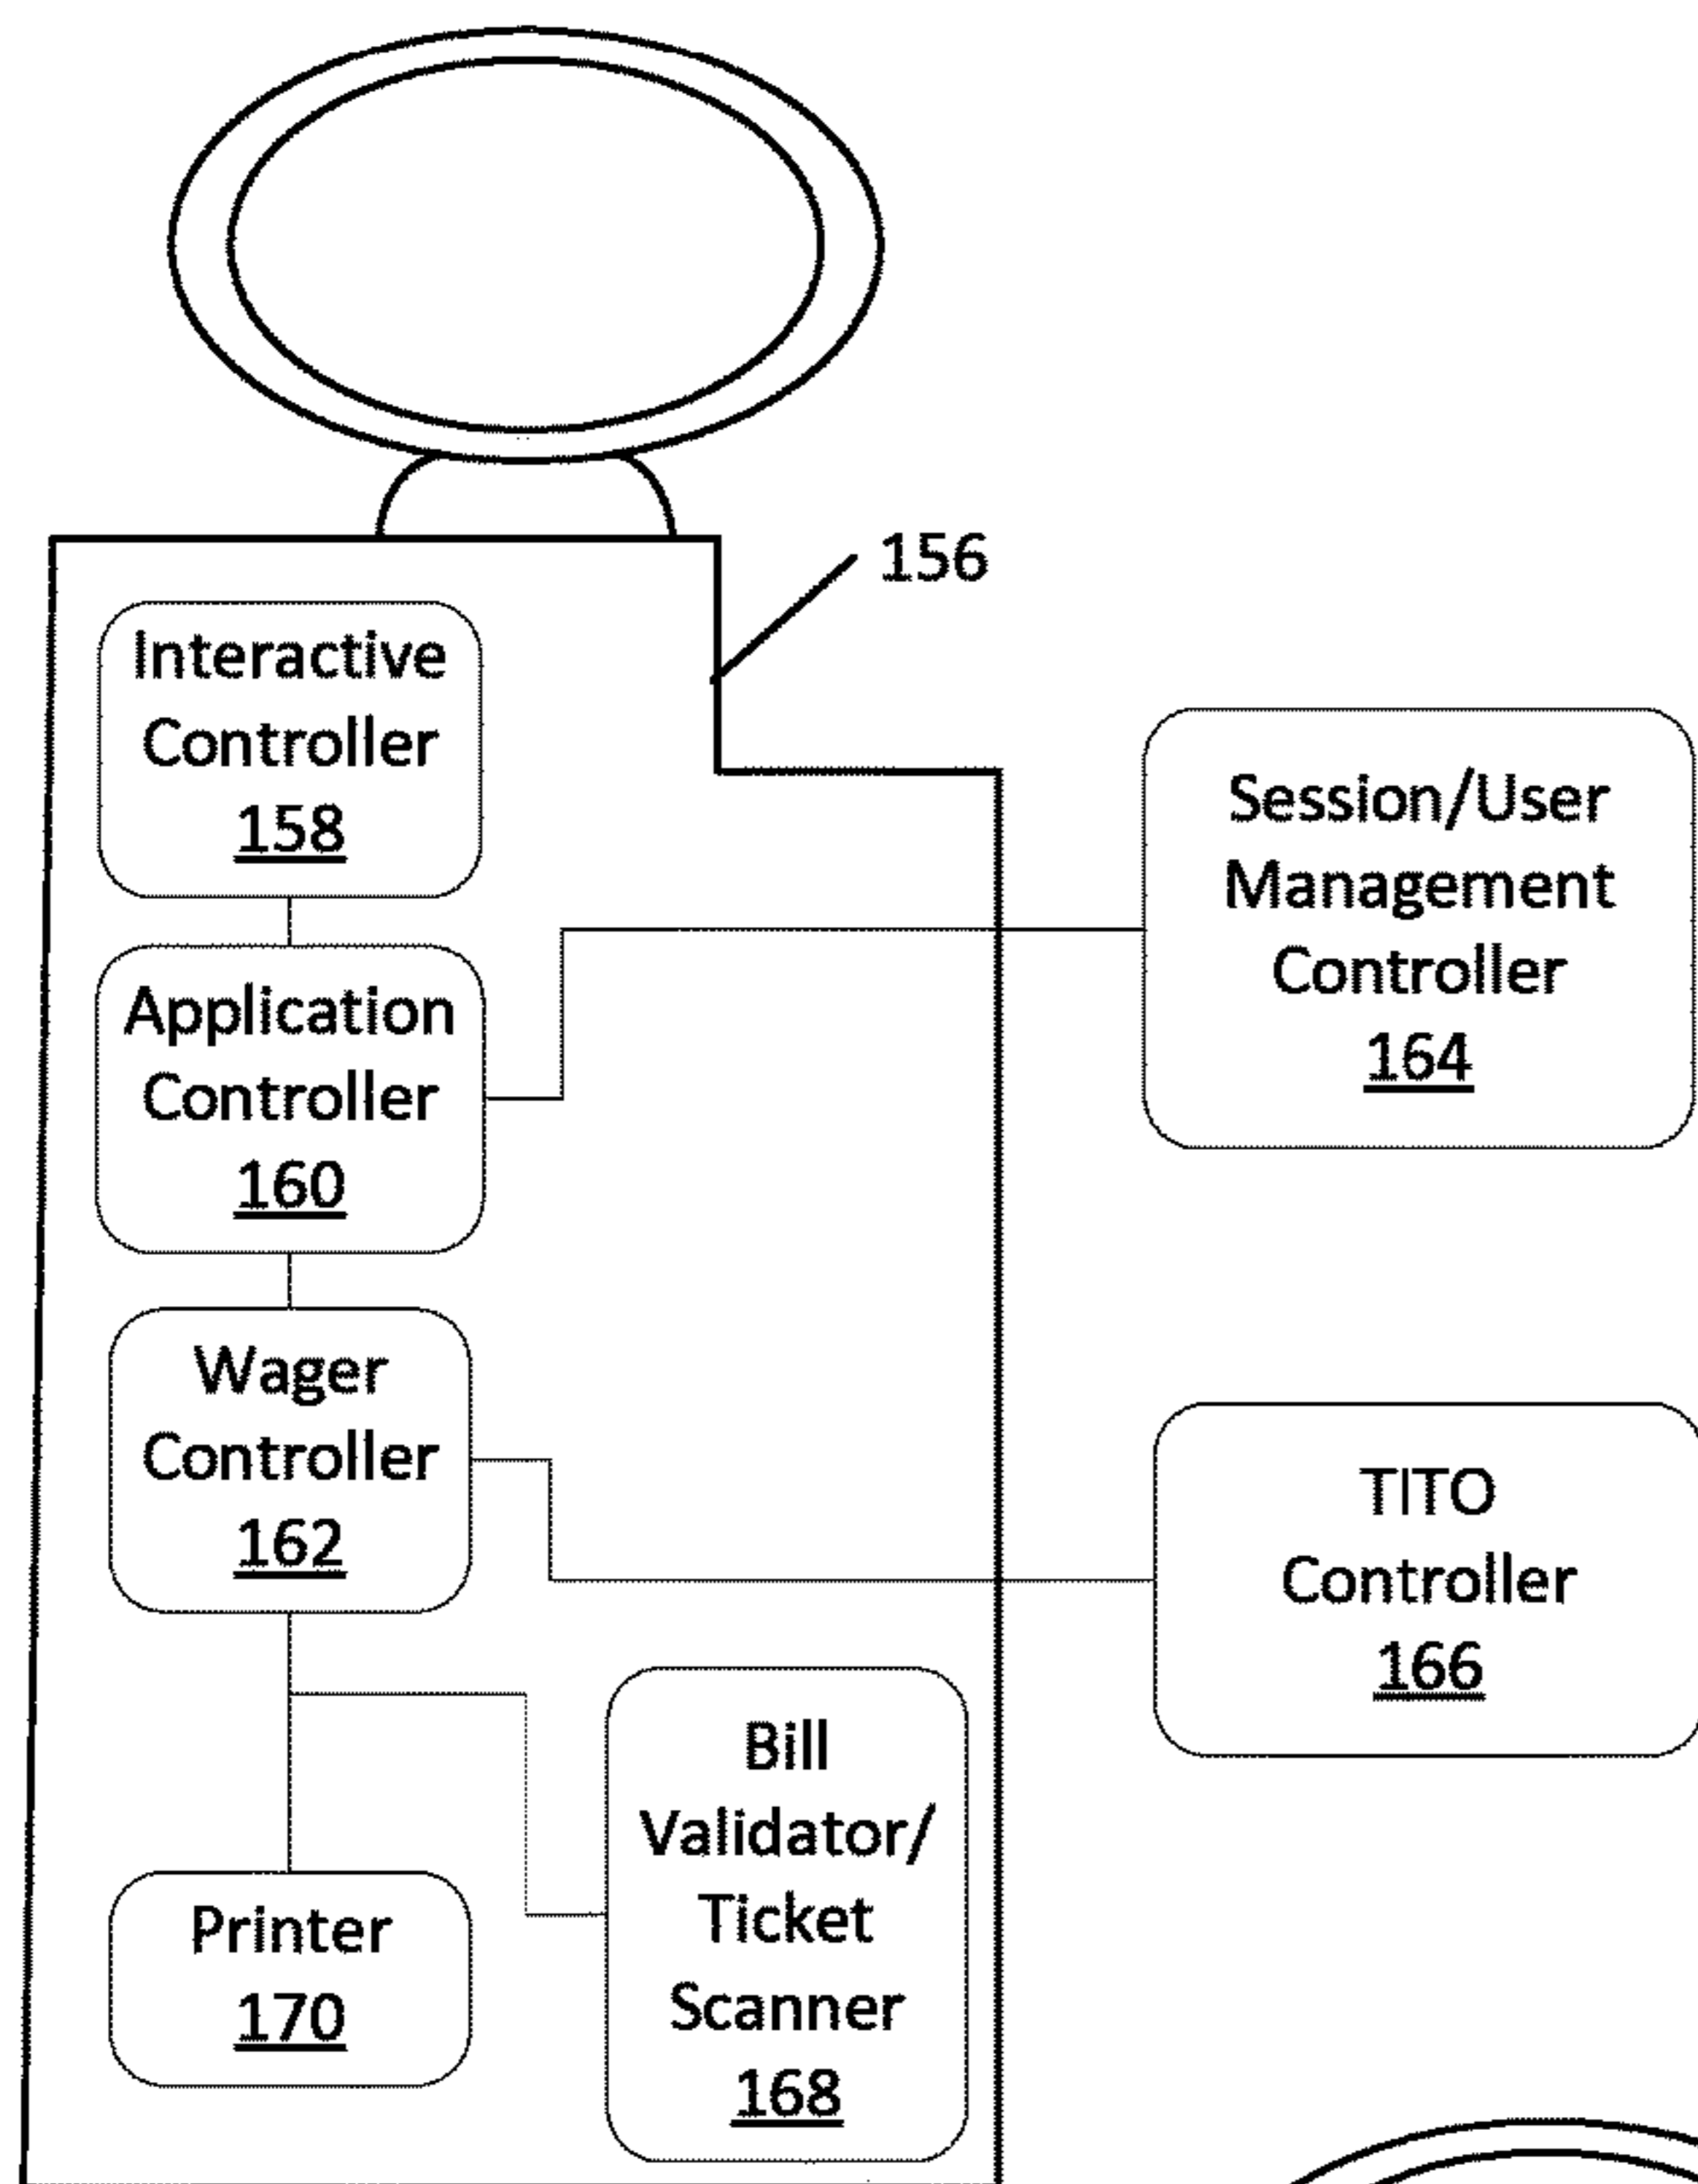 156
Interactive
Controller
158
Session/User
Management
Controller
164
Application
Controller
160
Wager
Controller
162
TITO
Controller
166
Bill
Validator/
Ticket
Scanner
168
Printer
170